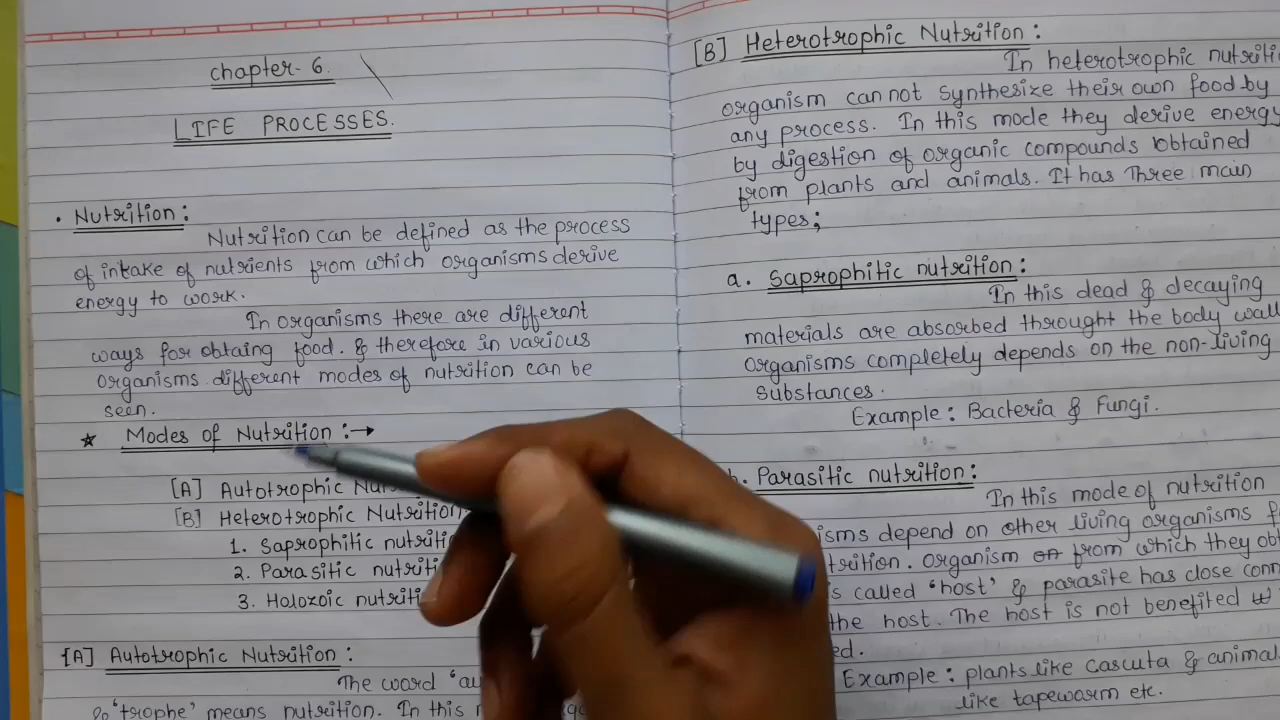 chapter-6.
LIFE PROCESSES.
• Nutrition:
Nutrition can be defined as the process
of intake of nutrients from which organisms derive
energy to work.
In organisms there are different
ways for obtaing food. & therefore in various
organisms different modes of nutrition can be
seen.
★ Modes of Nutrition :→
[A] Autotrophic
[B] Heterotrophic Nutrition
1. Saprophitic
2. Parasitic
3. Holozoic
[A] Autotrophic Nutrition :
The word
'trophe' means nutrition. In this
[B] Heterotrophic Nutrition :
In heterotrophic
organism can not synthesize their own food by
any process. In this mode they derive energy
by digestion of organic compounds obtained
from plants and animals. It has Three main
types;
a. Saprophitic nutrition :
In this dead & decaying
materials are absorbed throught the body wall
organisms completely depends on the non-living
substances.
Example : Bacteria & Fungi.
b. Parasitic nutrition :
In this mode of nutrition
depend on other living organisms
Organism from which they
called 'host' & parasite has close
the host. The host is not benefited
Example : plants like cascuta &
like tapewarm etc.